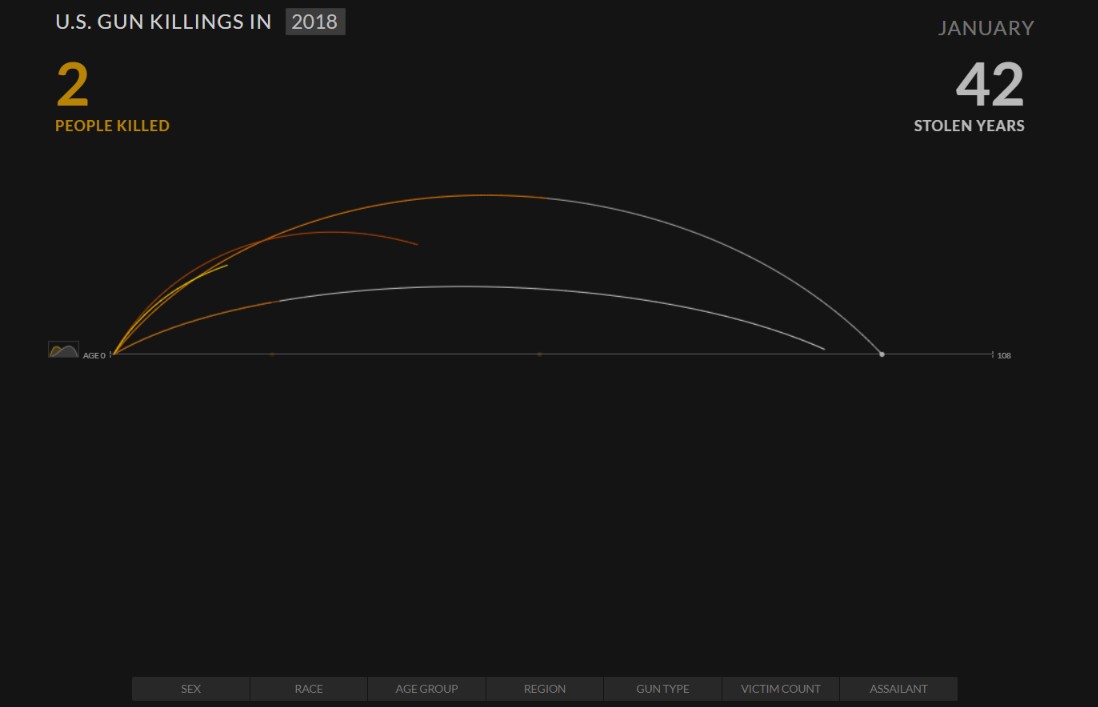 U.S. GUN KILLINGS IN 2018
JANUARY
2
PEOPLE KILLED
42
STOLEN YEARS
AGE 0
108
SEX
RACE
AGE GROUP
REGION
GUN TYPE
VICTIM COUNT
ASSAILANT